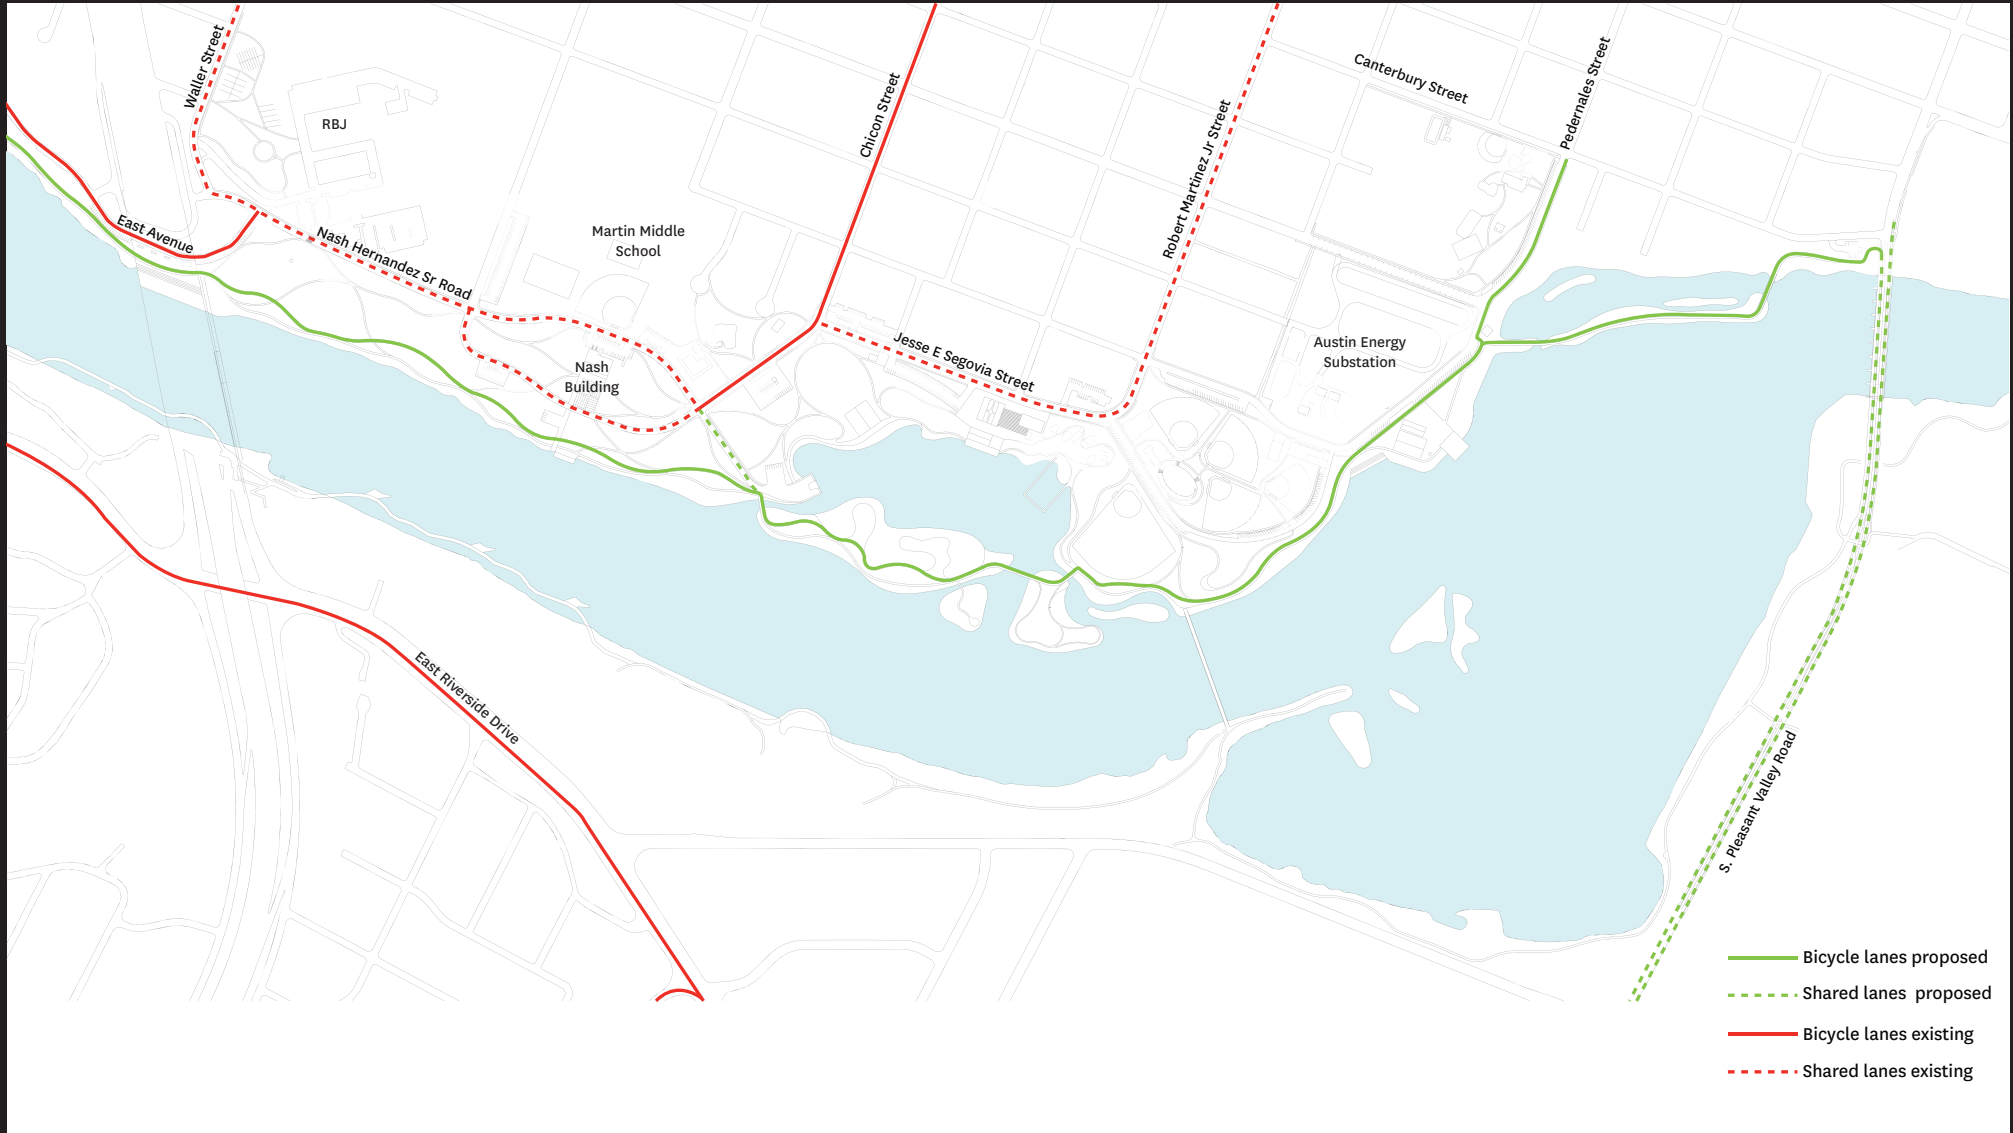 Waller Street
RBJ
Chicon Street
Canterbury Street
Pedernales Street
Robert Martinez Jr Street
East Avenue
Nash Hernandez Sr Road
Martin Middle
School
Jesse E Segovia Street
Austin Energy
Substation
Nash
Building
East Riverside Drive
S. Pleasant Valley Road
Bicycle lanes proposed
Shared lanes proposed
Bicycle lanes existing
Shared lanes existing